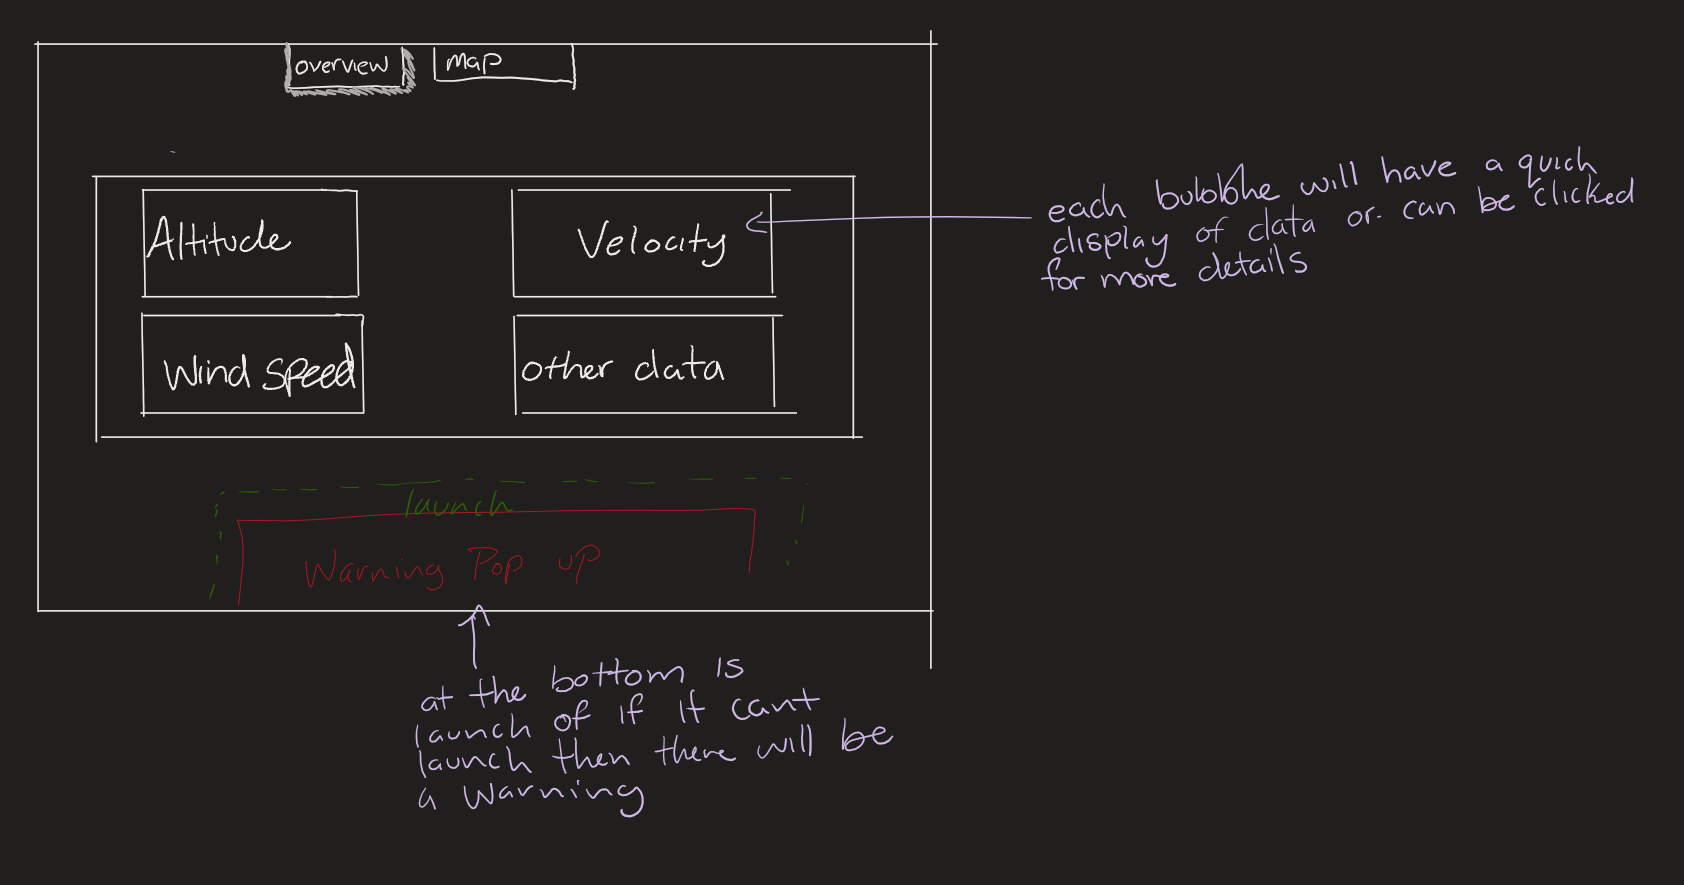 overview
map
Altitude
Velocity
Wind speed
other data
each will have a quich
display of data or can be clicked
for more details
launch
Warning Pop up
at the bottom is
launch of if it cant
launch then there will be
a Warning